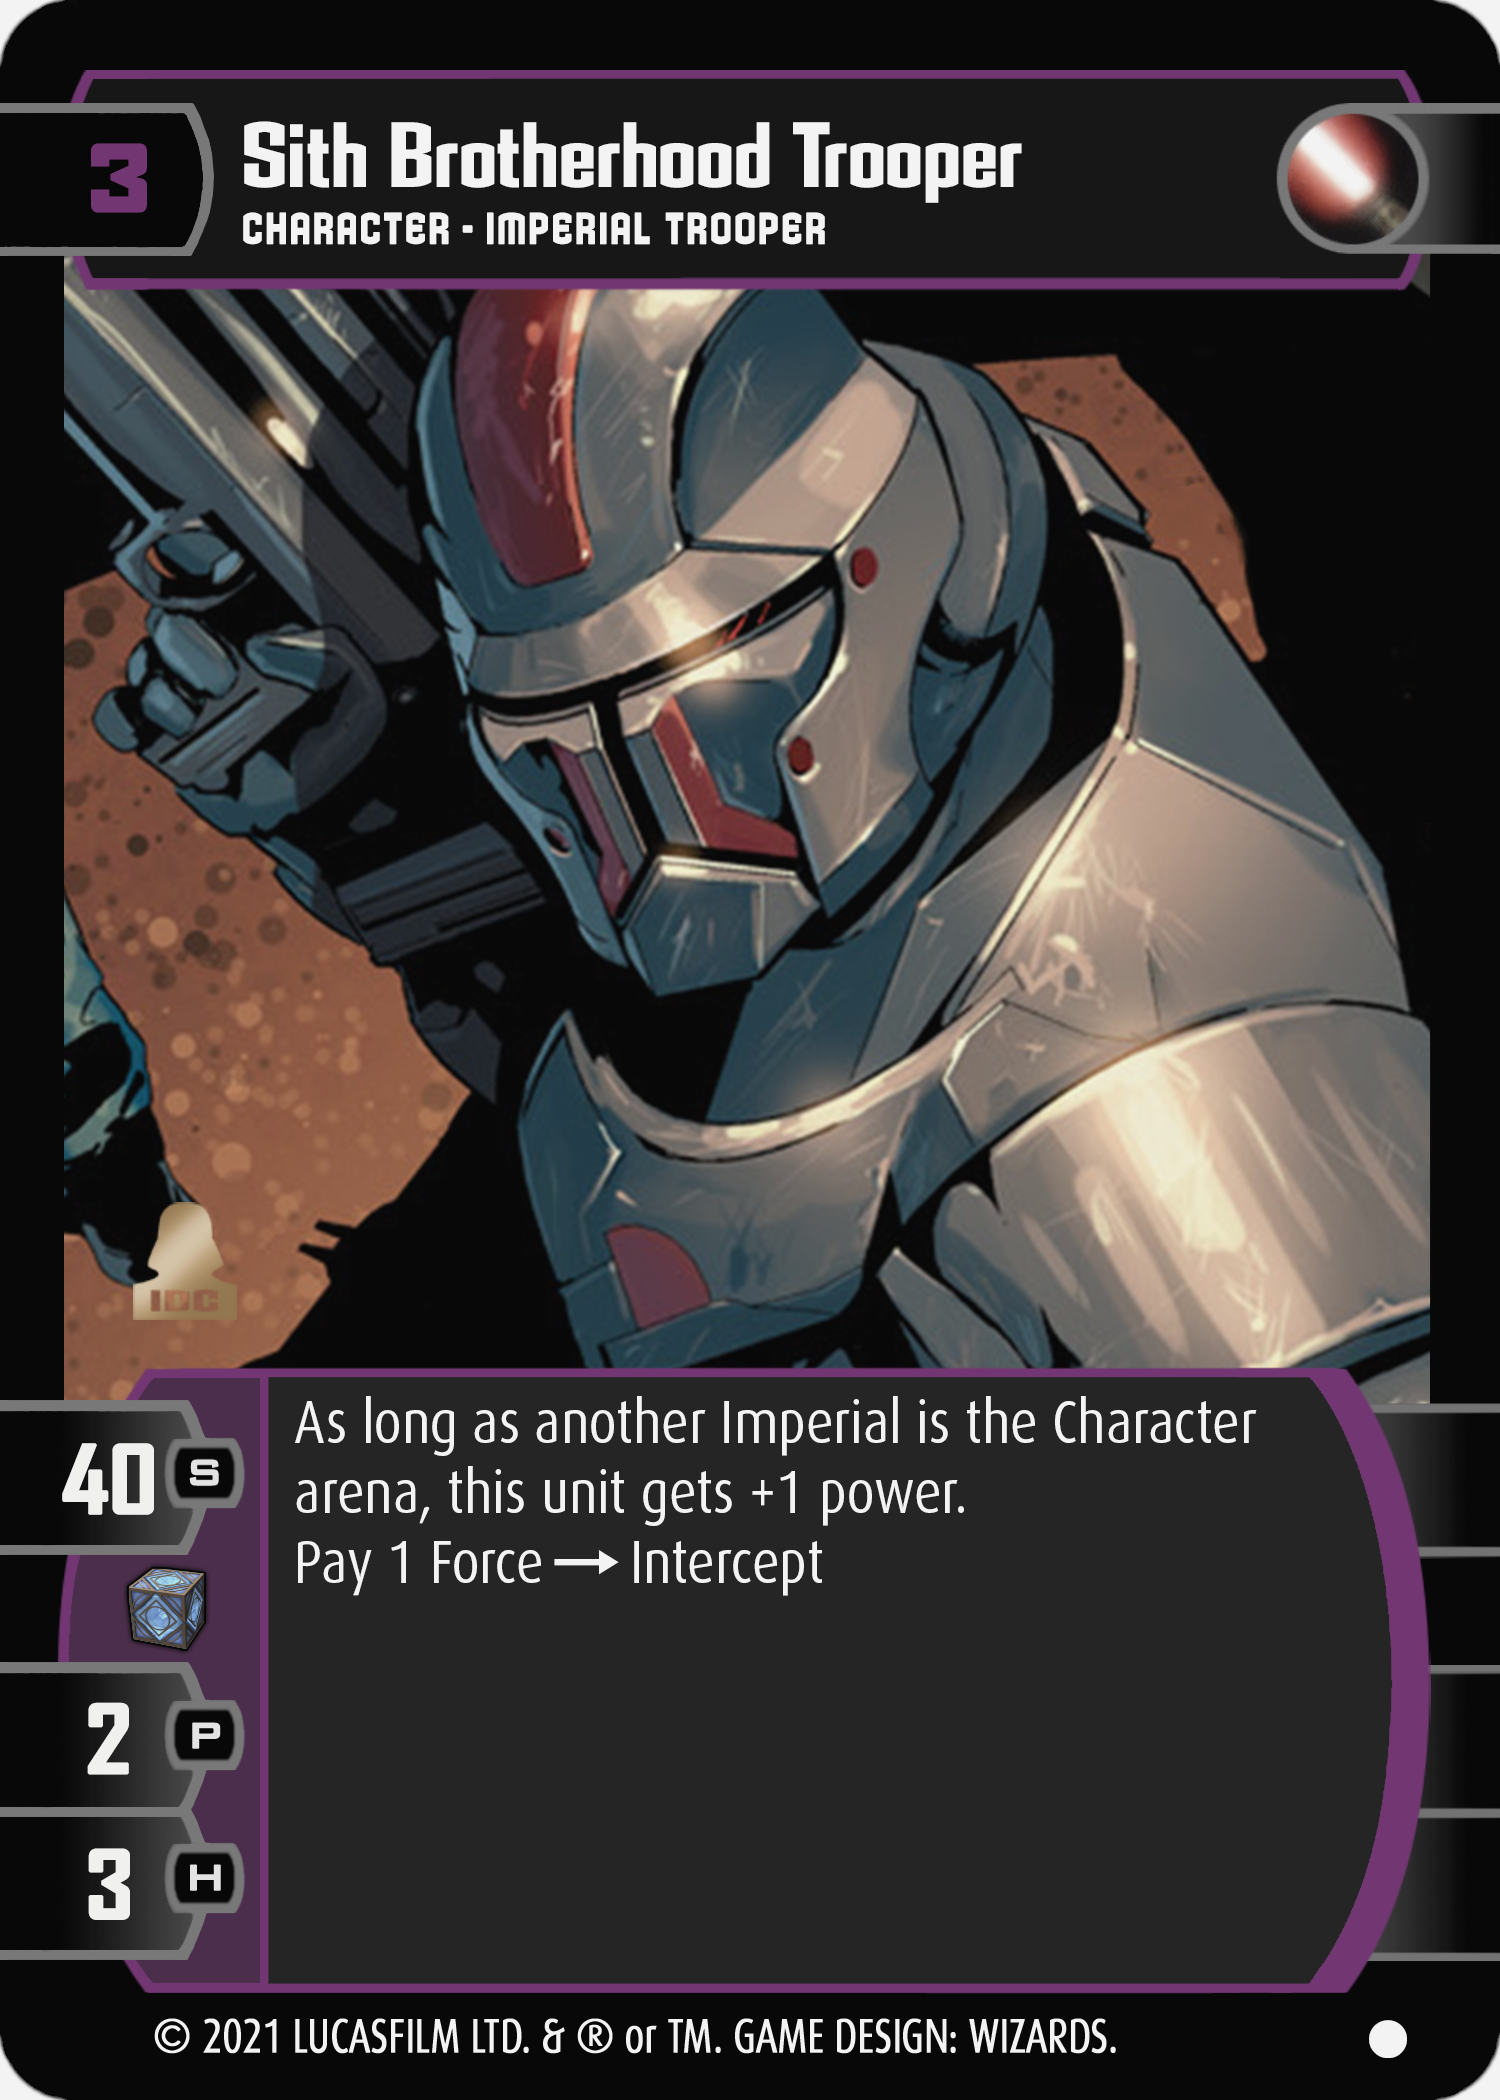 3
Sith Brotherhood Trooper
CHARACTER - IMPERIAL TROOPER
IDC
40 S
As long as another Imperial is the Character
arena, this unit gets +1 power.
Pay 1 Force → Intercept
2 P
3 H
© 2021 LUCASFILM LTD. & ® or TM. GAME DESIGN: WIZARDS.